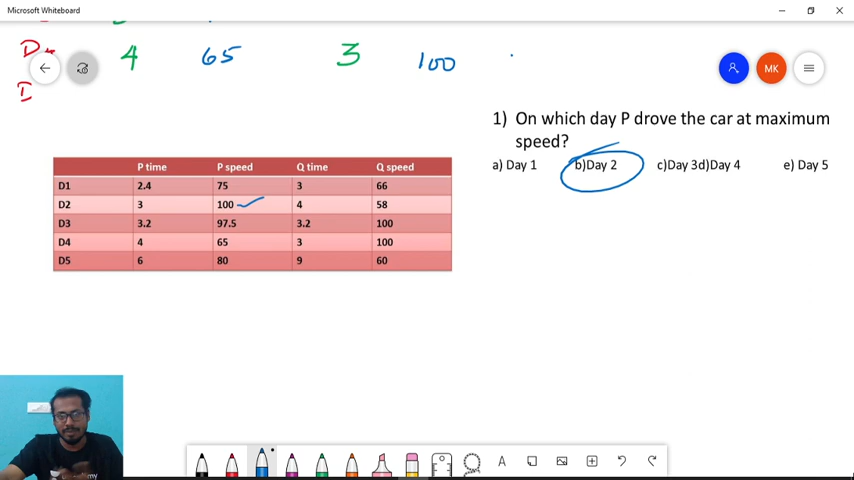 Microsoft Whiteboard
4 65 3 100
MK
1) On which day P drove the car at maximum
speed?
a) Day 1 b)Day 2 c)Day 3d)Day 4 e) Day 5
P time P speed Q time Q speed
D1 2.4 75 3 66
D2 3 100 4 58
D3 3.2 97.5 3.2 100
D4 4 65 3 100
D5 6 80 9 60
A